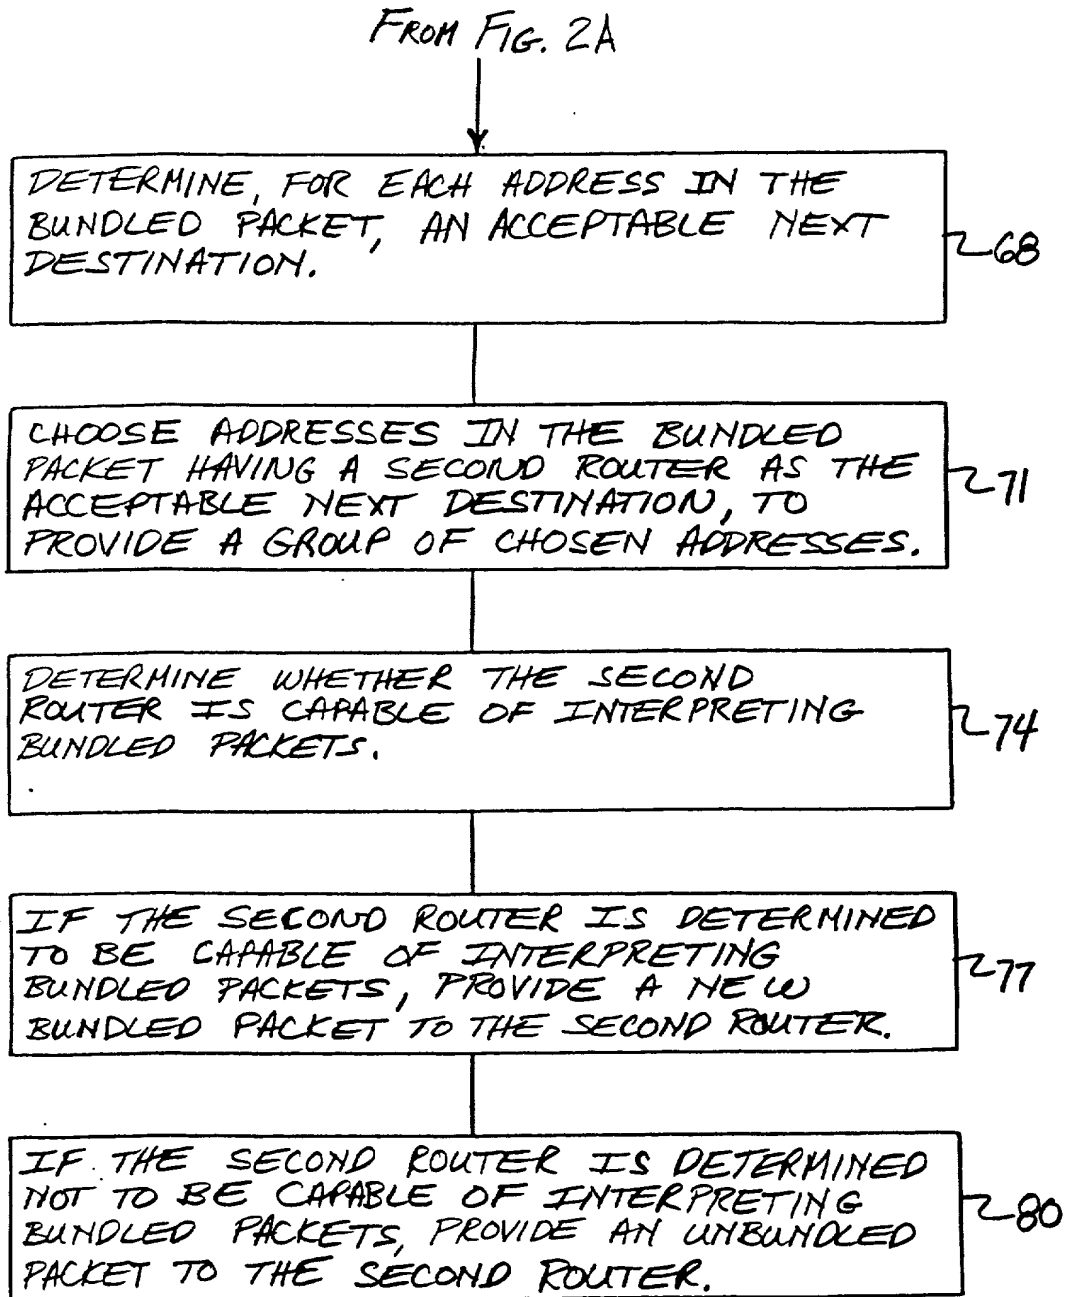 FROM FIG. 2A
DETERMINE, FOR EACH ADDRESS IN THE
BUNDLED PACKET, AN ACCEPTABLE NEXT
DESTINATION.
68
CHOOSE ADDRESSES IN THE BUNDLED
PACKET HAVING A SECOND ROUTER AS THE
ACCEPTABLE NEXT DESTINATION, TO
PROVIDE A GROUP OF CHOSEN ADDRESSES.
71
DETERMINE WHETHER THE SECOND
ROUTER IS CAPABLE OF INTERPRETING
BUNDLED PACKETS.
74
IF THE SECOND ROUTER IS DETERMINED
TO BE CAPABLE OF INTERPRETING
BUNDLED PACKETS, PROVIDE A NEW
BUNDLED PACKET TO THE SECOND ROUTER.
77
IF THE SECOND ROUTER IS DETERMINED
NOT TO BE CAPABLE OF INTERPRETING
BUNDLED PACKETS, PROVIDE AN UNBUNDLED
PACKET TO THE SECOND ROUTER.
80